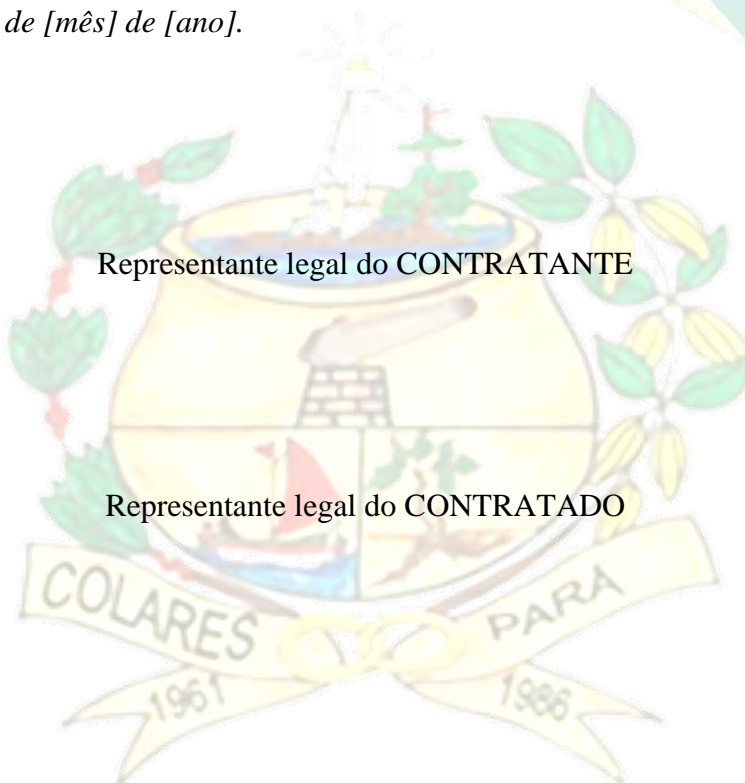 de [mês] de [ano].
Representante legal do CONTRATANTE
Representante legal do CONTRATADO
COLARES PARÁ
1961 1986